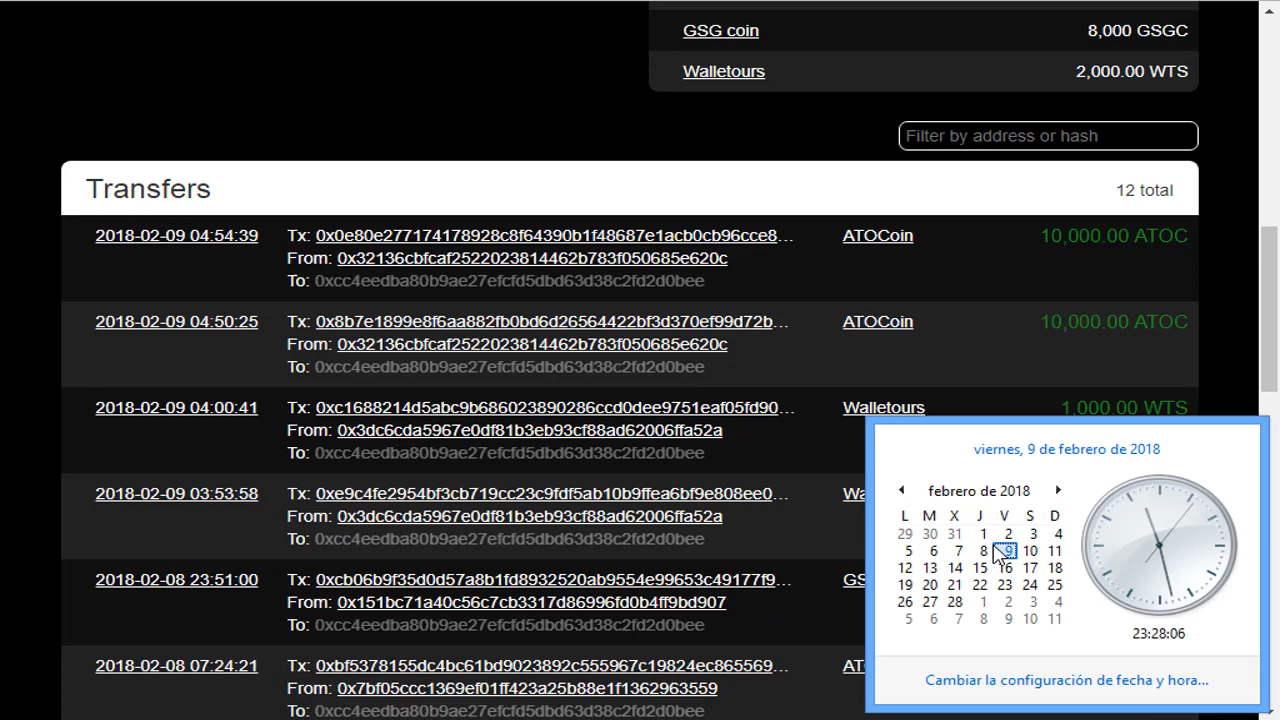 GSG coin 8,000 GSGC
Walletours 2,000.00 WTS
Filter by address or hash
Transfers 12 total
2018-02-09 04:54:39 Tx: 0x0e80e277174178928c8f64390b1f48687e1acb0cb96cce8... ATOCoin 10,000.00 ATOC
From: 0x32136cbfcaf2522023814462b783f050685e620c
To: 0xcc4eedba80b9ae27efcfd5dbd63d38c2fd2d0bee
2018-02-09 04:50:25 Tx: 0x8b7e1899e8f6aa882fb0bd6d26564422bf3d370ef99d72b... ATOCoin 10,000.00 ATOC
From: 0x32136cbfcaf2522023814462b783f050685e620c
To: 0xcc4eedba80b9ae27efcfd5dbd63d38c2fd2d0bee
2018-02-09 04:00:41 Tx: 0xc1688214d5abc9b686023890286ccd0dee9751eaf05fd90... Walletours 1,000.00 WTS
From: 0x3dc6cda5967e0df81b3eb93cf88ad62006ffa52a
To: 0xcc4eedba80b9ae27efcfd5dbd63d38c2fd2d0bee
2018-02-09 03:53:58 Tx: 0xe9c4fe2954bf3cb719cc23c9fdf5ab10b9ffea6bf9e808ee0... Wa
From: 0x3dc6cda5967e0df81b3eb93cf88ad62006ffa52a
To: 0xcc4eedba80b9ae27efcfd5dbd63d38c2fd2d0bee
2018-02-08 23:51:00 Tx: 0xcb06b9f35d0d57a8b1fd8932520ab9554e99653c49177f9... GS
From: 0x151bc71a40c56c7cb3317d86996fd0b4ff9bd907
To: 0xcc4eedba80b9ae27efcfd5dbd63d38c2fd2d0bee
2018-02-08 07:24:21 Tx: 0xbf5378155dc4bc61bd9023892c555967c19824ec865569... AT
From: 0x7bf05ccc1369ef01ff423a25b88e1f1362963559
To: 0xcc4eedba80b9ae27efcfd5dbd63d38c2fd2d0bee
viernes, 9 de febrero de 2018
febrero de 2018
L M X J V S D
29 30 31 1 2 3 4
5 6 7 8 9 10 11
12 13 14 15 16 17 18
19 20 21 22 23 24 25
26 27 28 1 2 3 4
5 6 7 8 9 10 11
23:28:06
Cambiar la configuración de fecha y hora...